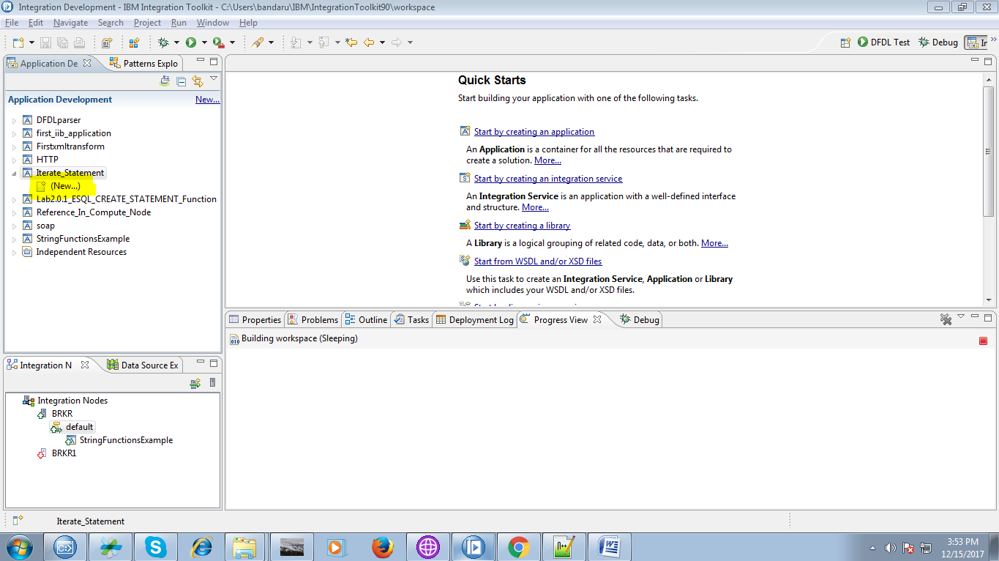 Integration Development - IBM Integration Toolkit - C:\Users\bandaru\IBM\IntegrationToolkit90\workspace
File Edit Navigate Search Project Run Window Help
DFDL Test Debug
Application De Patterns Explo
Application Development New...
DFDLparser
first_iib_application
Firstxmltransform
HTTP
Iterate_Statement
(New...)
Lab2.0.1_ESQL_CREATE_STATEMENT_Function
Reference_In_Compute_Node
soap
StringFunctionsExample
Independent Resources
Quick Starts
Start building your application with one of the following tasks.
Start by creating an application
An Application is a container for all the resources that are required to
create a solution. More...
Start by creating an integration service
An Integration Service is an application with a well-defined interface
and structure. More...
Start by creating a library
A Library is a logical grouping of related code, data, or both. More...
Start from WSDL and/or XSD files
Use this task to create an Integration Service, Application or Library
which includes your WSDL and/or XSD files.
Properties Problems Outline Tasks Deployment Log Progress View Debug
Building workspace (Sleeping)
Integration N Data Source Ex
Integration Nodes
BRKR
default
StringFunctionsExample
BRKR1
Iterate_Statement
3:53 PM
12/15/2017